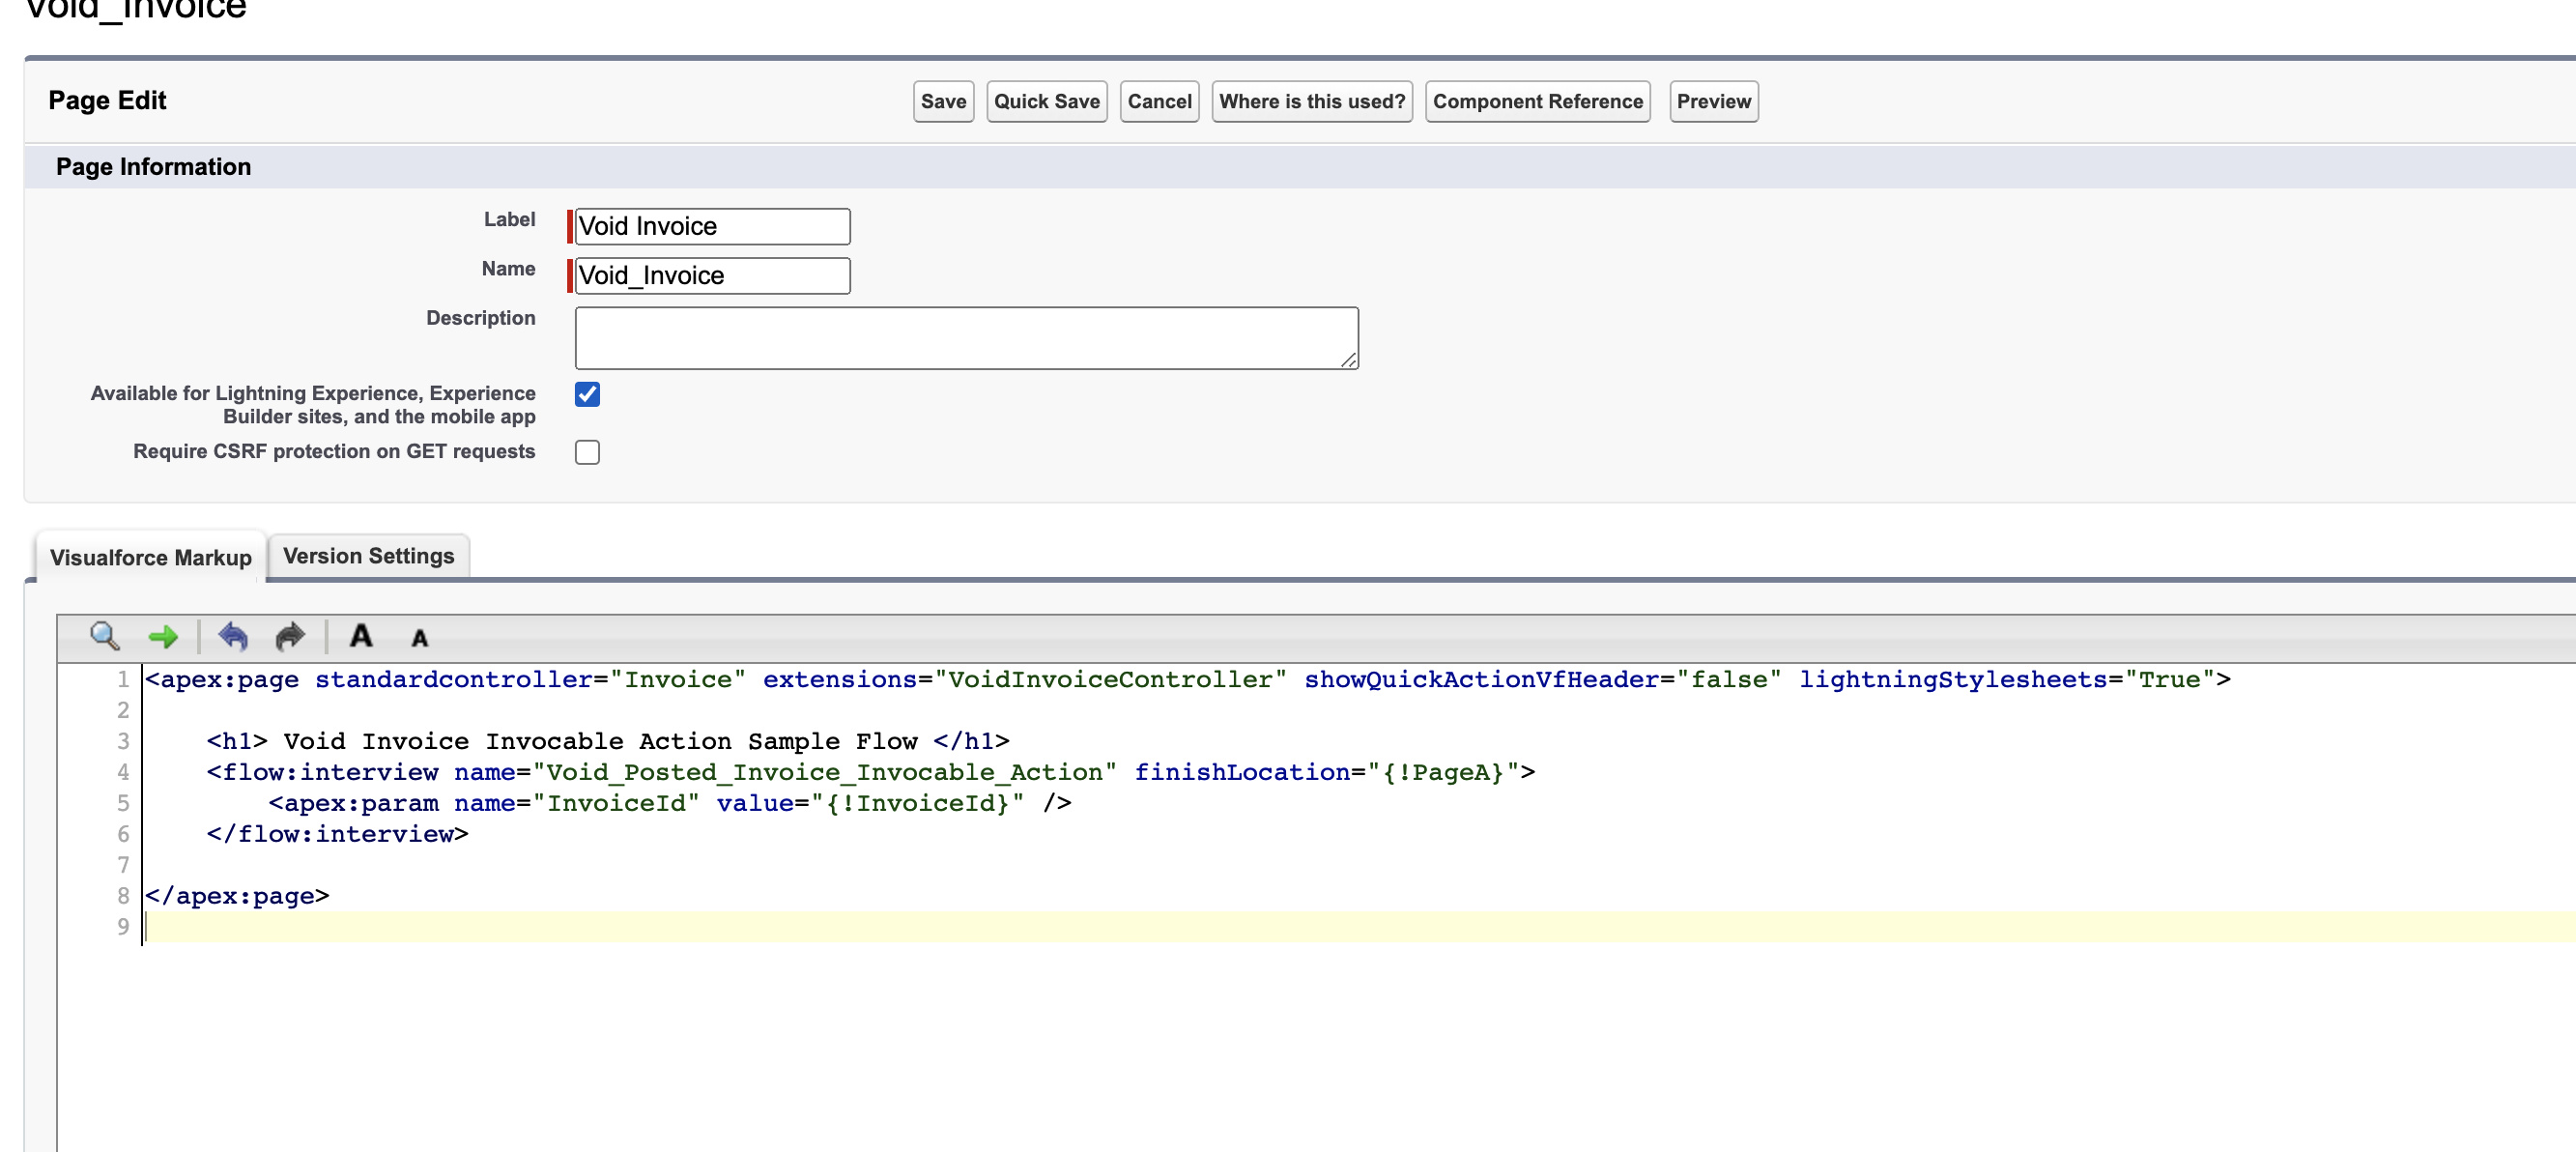 Void_Invoice
Page Edit
Save Quick Save Cancel Where is this used? Component Reference Preview
Page Information
Label Void Invoice
Name Void_Invoice
Description
Available for Lightning Experience, Experience
Builder sites, and the mobile app
Require CSRF protection on GET requests
Visualforce Markup Version Settings
A A
1 <apex:page standardcontroller="Invoice" extensions="VoidInvoiceController" showQuickActionVfHeader="false" lightningStylesheets="True">
2
3 <h1> Void Invoice Invocable Action Sample Flow </h1>
4 <flow:interview name="Void_Posted_Invoice_Invocable_Action" finishLocation="{!PageA}">
5 <apex:param name="InvoiceId" value="{!InvoiceId}" />
6 </flow:interview>
7
8 </apex:page>
9